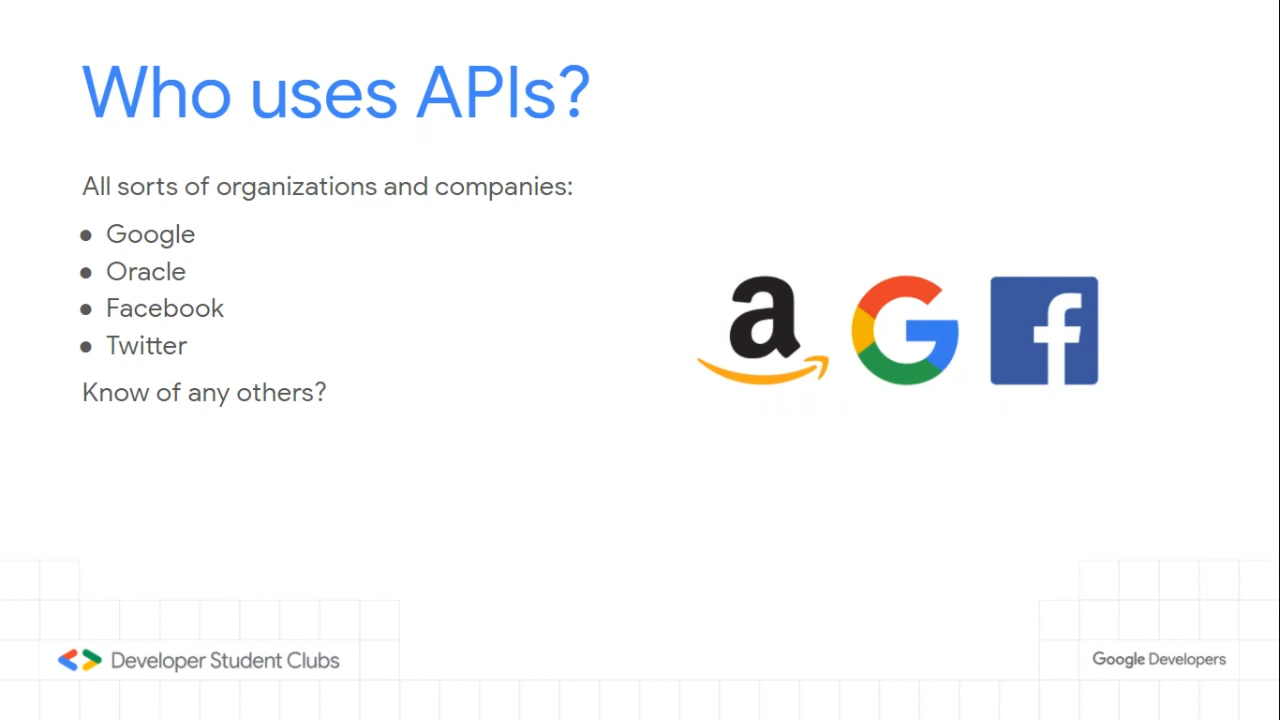 Who uses APIs?
All sorts of organizations and companies:
● Google
● Oracle
● Facebook
● Twitter
Know of any others?
Developer Student Clubs
Google Developers